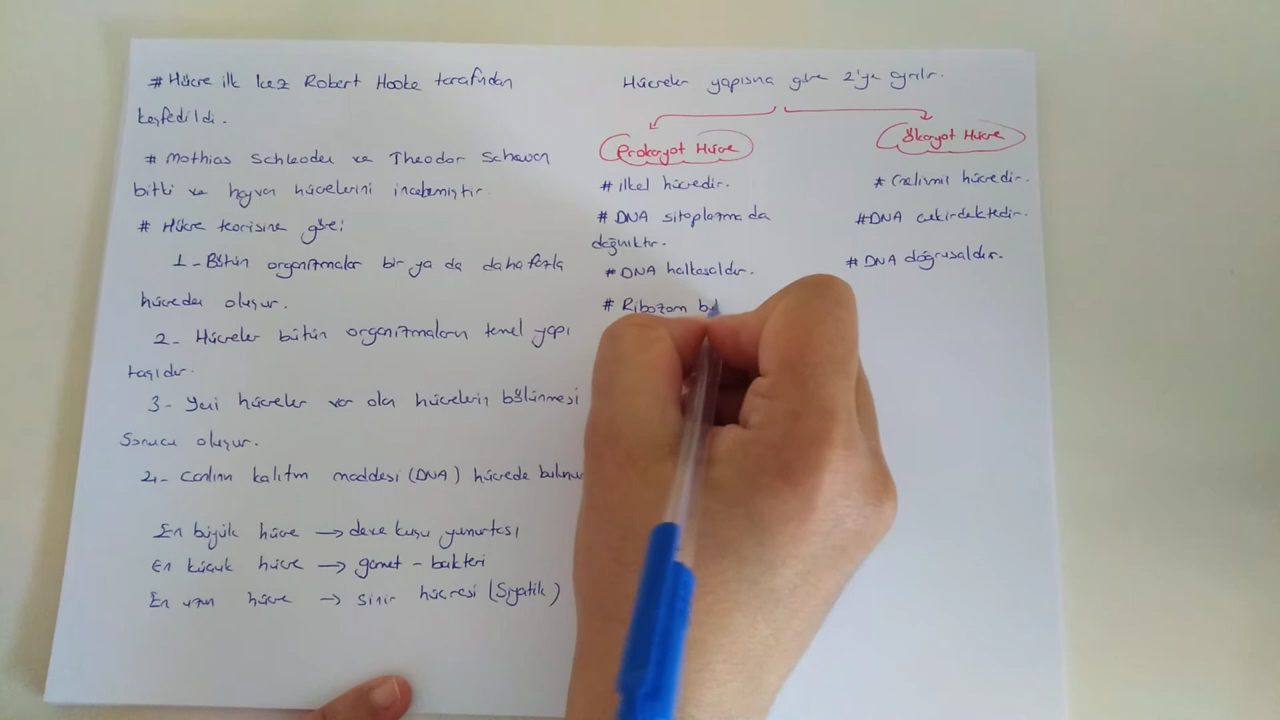 # Hücre ilk kez Robert Hooke tarafından
keşfedildi.
# Mathias Schleoden ve Theodor Schwan
bitki ve hayvan hücrelerini incelemiştir.
# Hücre teorisine göre;
1- Bütün organizmalar bir ya da daha fazla
hücreden oluşur.
2- Hücreler bütün organizmaların temel yapı
taşıdır.
3- Yeni hücreler var olan hücrelerin bölünmesi
sonucu oluşur.
4- Canlının kalıtım maddesi (DNA) hücrede bulunur
En büyük hücre → deve kuşu yumurtası
En küçük hücre → gamet - bakteri
En uzun hücre → sinir hücresi (Siyatik)
Hücreler yapısına göre 2'ye ayrılır.
Prokaryot Hücre
# ilkel hücredir.
# DNA sitoplazmada
dağınıktır.
# DNA halkasaldır.
# Ribozom bu
Ökaryot Hücre
# Gelişmiş hücredir.
# DNA çekirdektedir.
# DNA doğrusaldır.